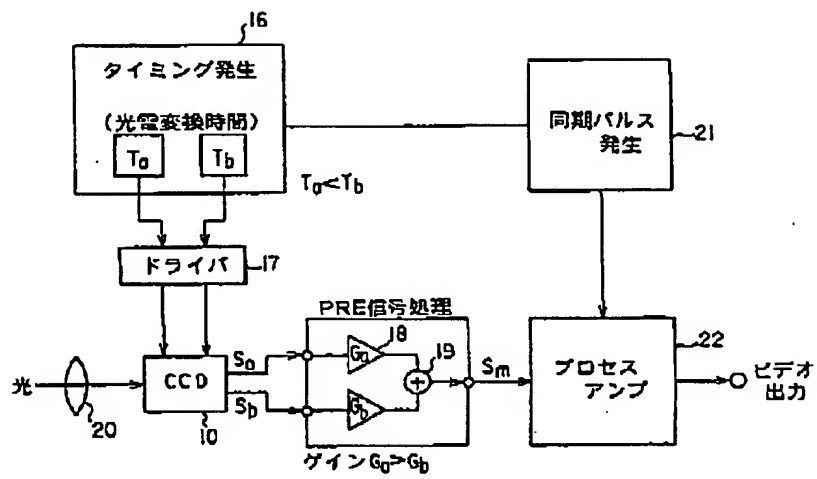 16
タイミング発生
(光電変換時間)
Ta
Tb
Ta<Tb
同期パルス
発生
21
ドライバ
17
PRE信号処理
18
Ga
19
Sa
光
CCD
Sb
Gb
Sm
プロセス
アンプ
22
ビデオ
出力
20
10
ゲインGa>Gb